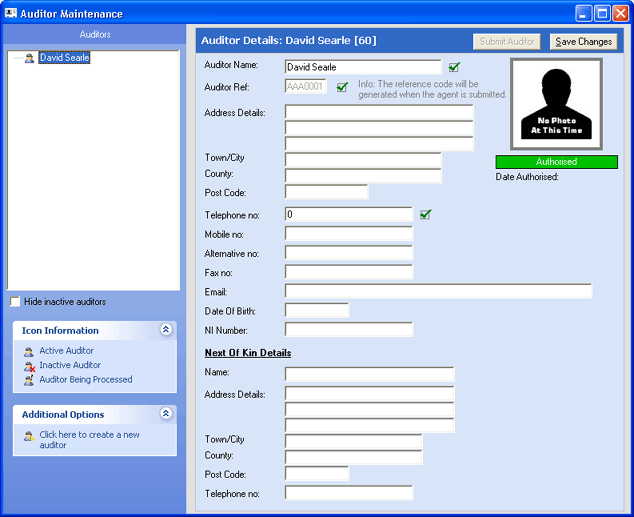 Auditor Maintenance
Auditors
David Searle
Hide inactive auditors
Icon Information
Active Auditor
Inactive Auditor
Auditor Being Processed
Additional Options
Click here to create a new
auditor
Auditor Details: David Searle [60]
Submit Auditor
Save Changes
Auditor Name:
David Searle
Auditor Ref:
AAA0001
Info: The reference code will be
generated when the agent is submitted.
Address Details:
Town/City
County:
Post Code:
No Photo
At This Time
Authorised
Date Authorised:
Telephone no:
0
Mobile no:
Alternative no:
Fax no:
Email:
Date Of Birth:
NI Number:
Next Of Kin Details
Name:
Address Details:
Town/City
County:
Post Code:
Telephone no: